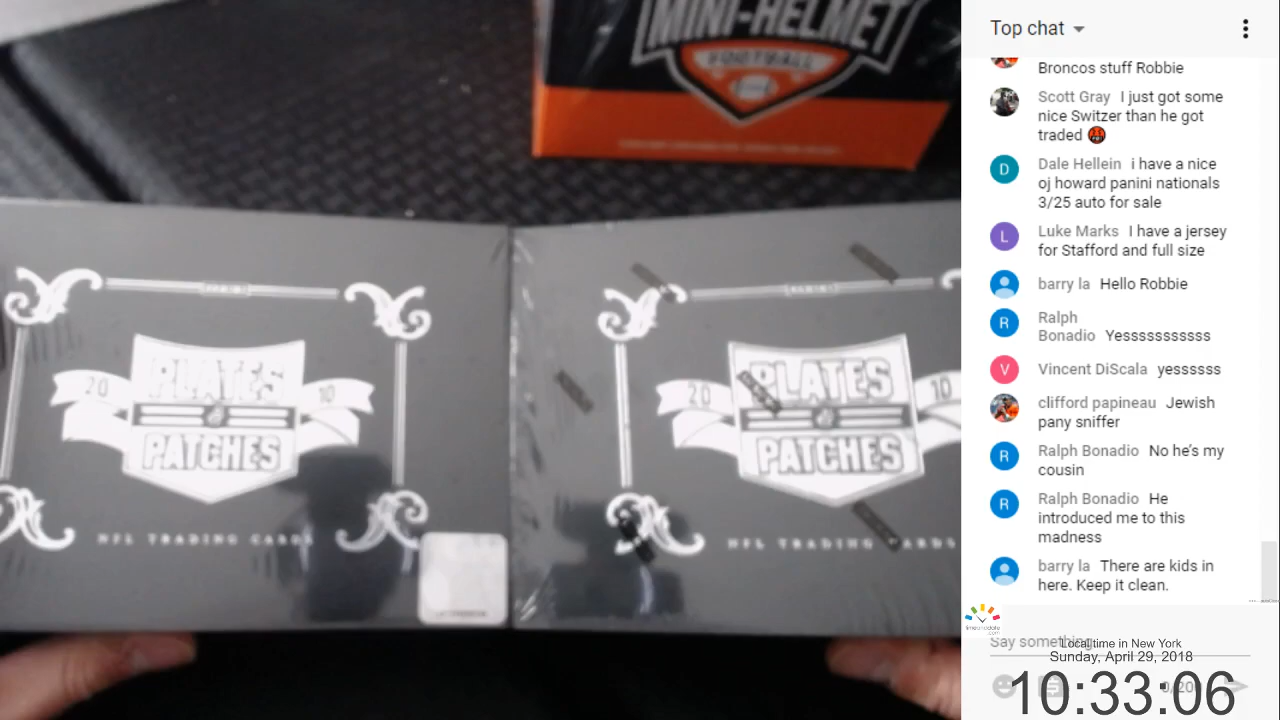 MINI-HELMET
FOOTBALL
20 PLATES 10
&
PATCHES
NFL TRADING CARDS
PLATES
20 10
&
PATCHES
NFL TRADING CARDS
Top chat
Broncos stuff Robbie
Scott Gray I just got some
nice Switzer than he got
traded
D
Dale Hellein i have a nice
oj howard panini nationals
3/25 auto for sale
L
Luke Marks I have a jersey
for Stafford and full size
barry la Hello Robbie
R
Ralph
Bonadio Yesssssssssss
V
Vincent DiScala yessssss
clifford papineau Jewish
pany sniffer
R
Ralph Bonadio No he's my
cousin
R
Ralph Bonadio He
introduced me to this
madness
barry la There are kids in
here. Keep it clean.
Say something...
Local time in New York
Sunday, April 29, 2018
0/200
10:33:06